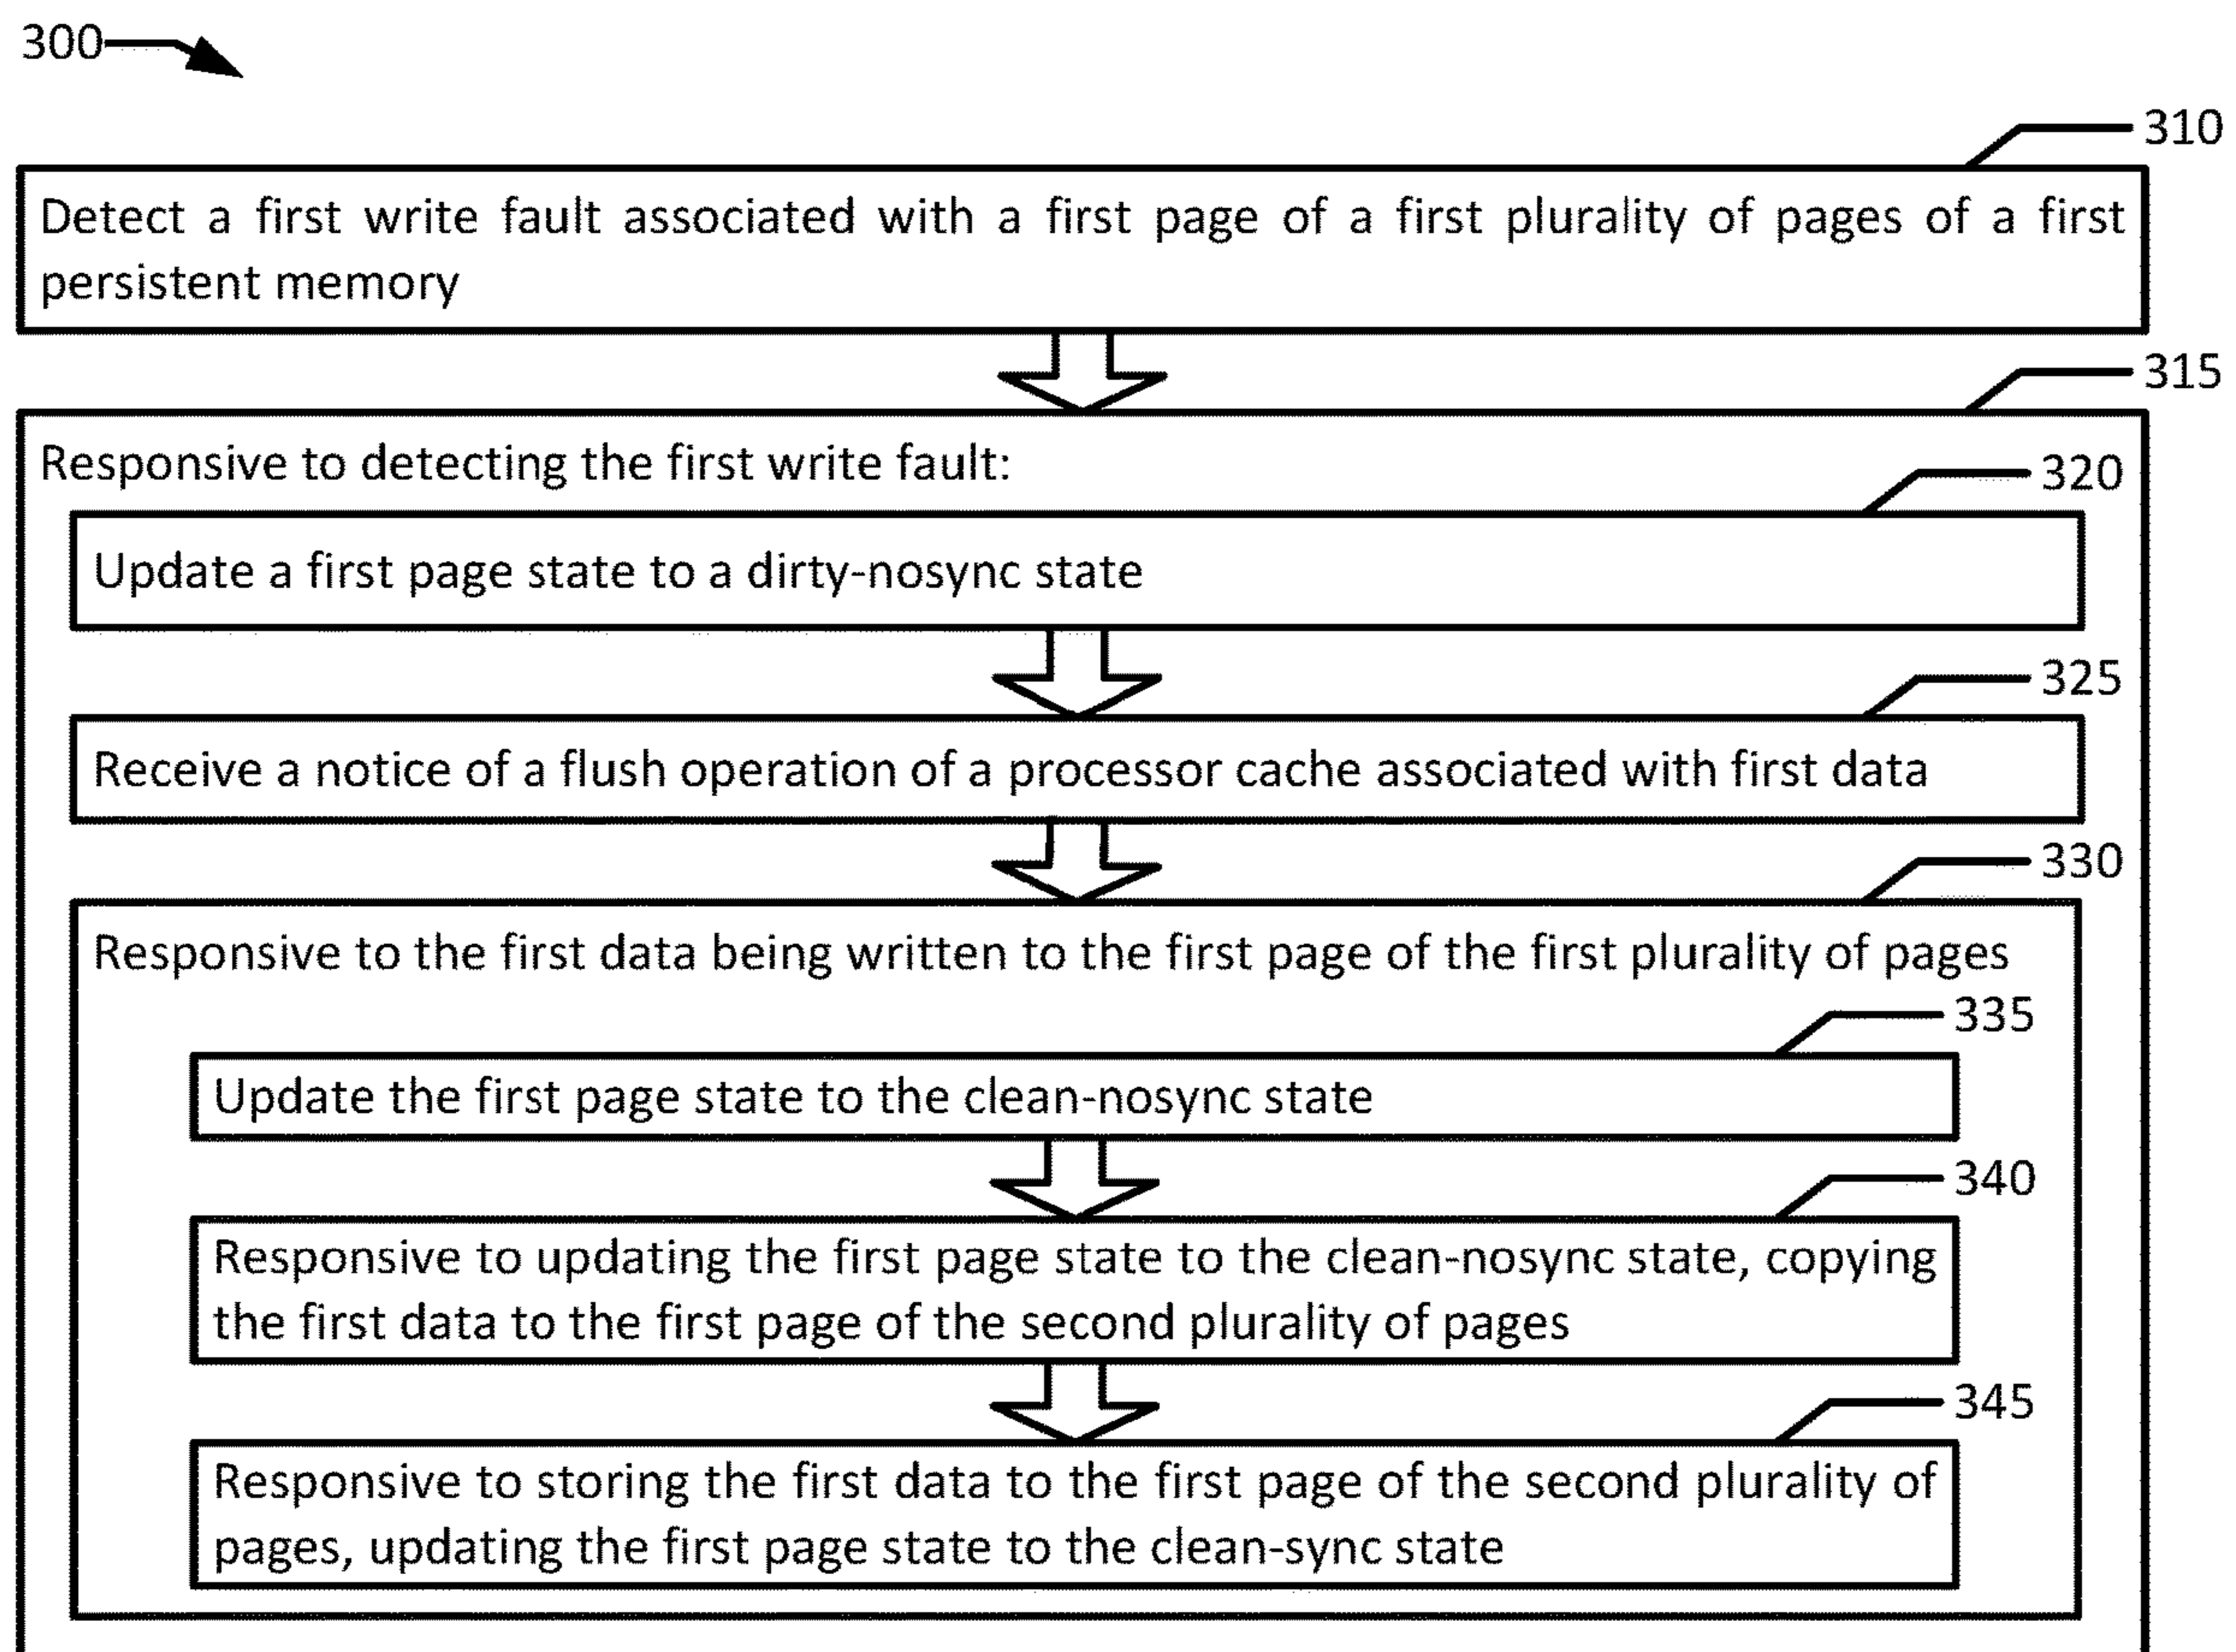 300
310
Detect a first write fault associated with a first page of a first plurality of pages of a first
persistent memory
315
Responsive to detecting the first write fault:
320
Update a first page state to a dirty-nosync state
325
Receive a notice of a flush operation of a processor cache associated with first data
330
Responsive to the first data being written to the first page of the first plurality of pages
335
Update the first page state to the clean-nosync state
340
Responsive to updating the first page state to the clean-nosync state, copying
the first data to the first page of the second plurality of pages
345
Responsive to storing the first data to the first page of the second plurality of
pages, updating the first page state to the clean-sync state